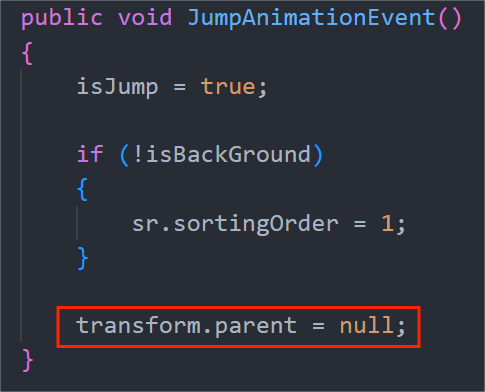 public void JumpAnimationEvent()
{
isJump = true;
if (!isBackGround)
{
sr.sortingOrder = 1;
}
transform.parent = null;
}